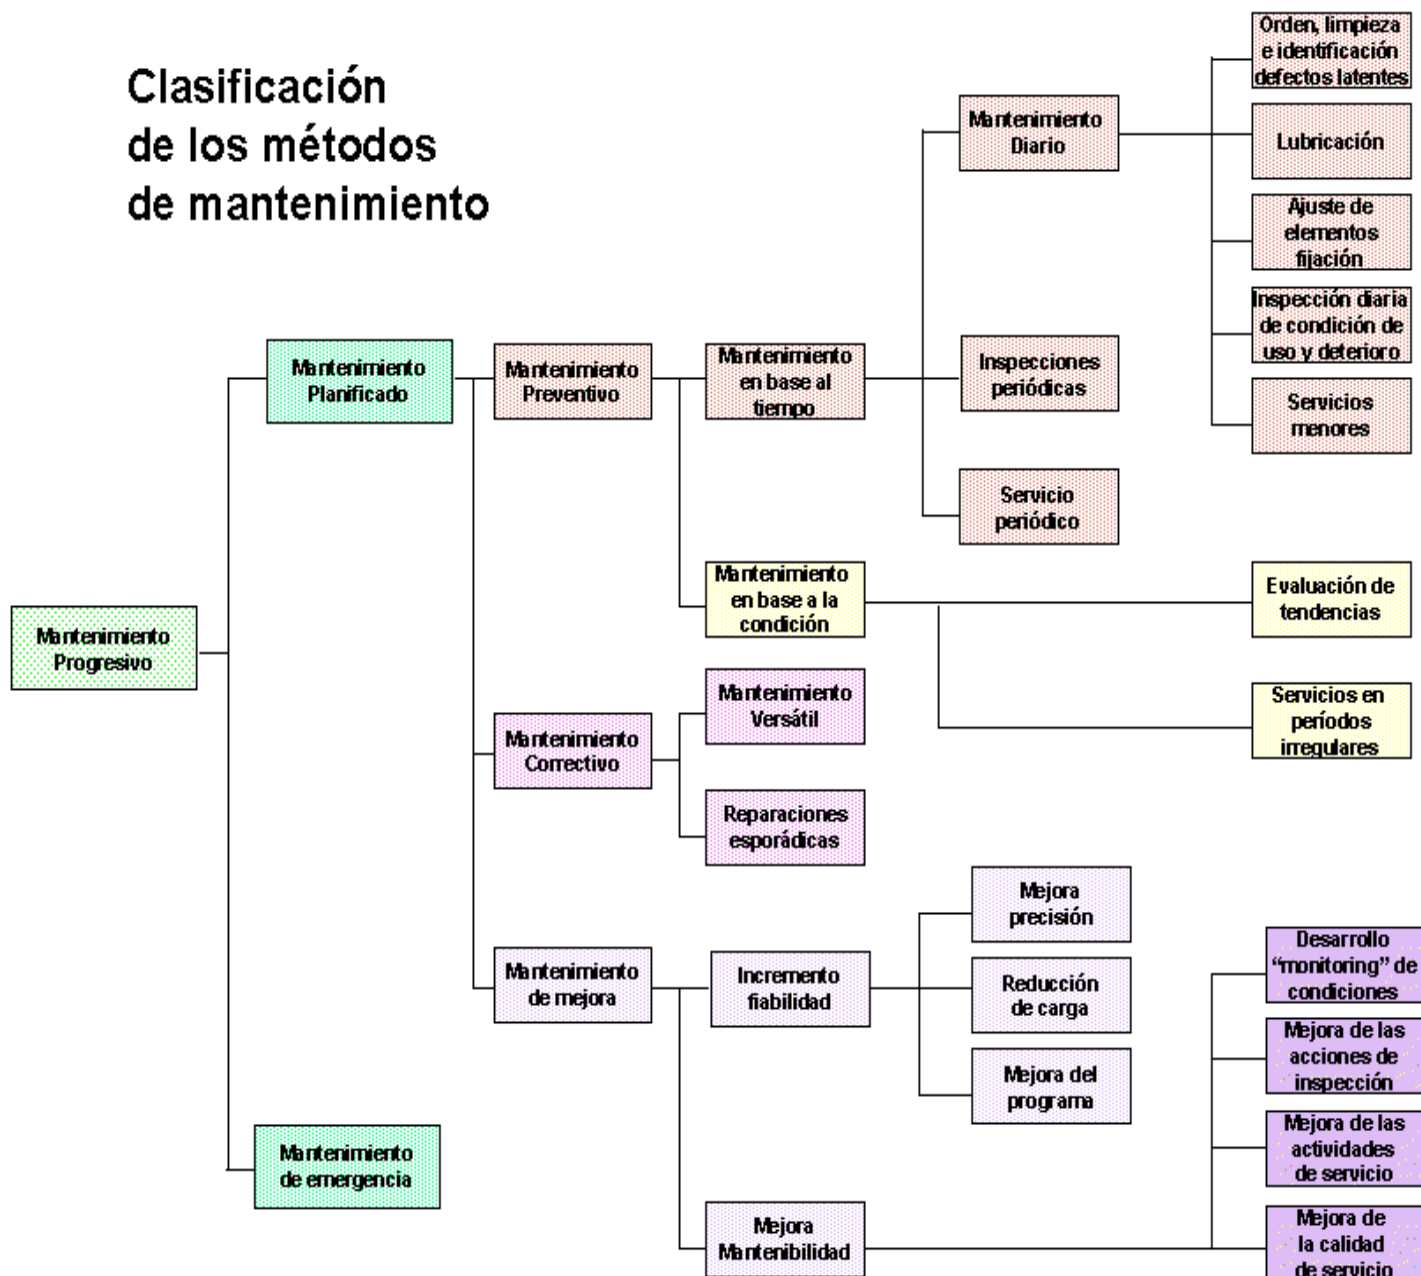 Clasificación
de los métodos
de mantenimiento
Mantenimiento
Progresivo
Mantenimiento
Planificado
Mantenimiento
de emergencia
Mantenimiento
Preventivo
Mantenimiento
Correctivo
Mantenimiento
de mejora
Mantenimiento
en base al
tiempo
Mantenimiento
en base a la
condición
Mantenimiento
Versátil
Reparaciones
esporádicas
Incremento
fiabilidad
Mejora
Mantenibilidad
Mantenimiento
Diario
Inspecciones
periódicas
Servicio
periódico
Mejora
precisión
Reducción
de carga
Mejora del
programa
Orden, limpieza
e identificación
defectos latentes
Lubricación
Ajuste de
elementos
fijación
Inspección diaria
de condición de
uso y deterioro
Servicios
menores
Evaluación de
tendencias
Servicios en
períodos
irregulares
Desarrollo
“monitoring” de
condiciones
Mejora de las
acciones de
inspección
Mejora de las
actividades
de servicio
Mejora de
la calidad
de servicio